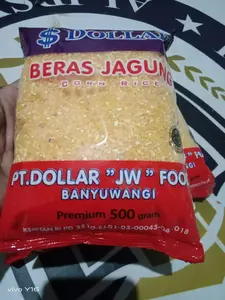 $ DOLLAR
BERAS JAGUNG
CORN RICE
PT.DOLLAR "JW" FOOD
BANYUWANGI
Premium 500 gram
vivo Y16